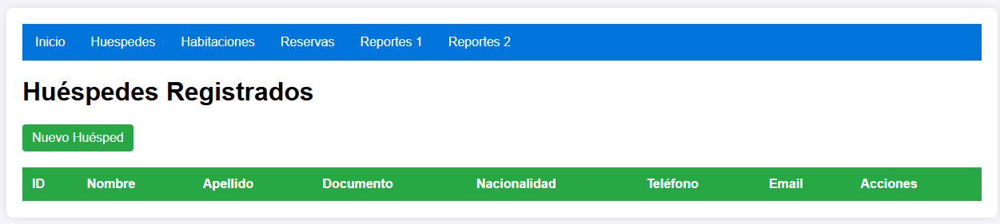 Inicio Huespedes Habitaciones Reservas Reportes 1 Reportes 2
Huéspedes Registrados
Nuevo Huésped
ID Nombre Apellido Documento Nacionalidad Teléfono Email Acciones